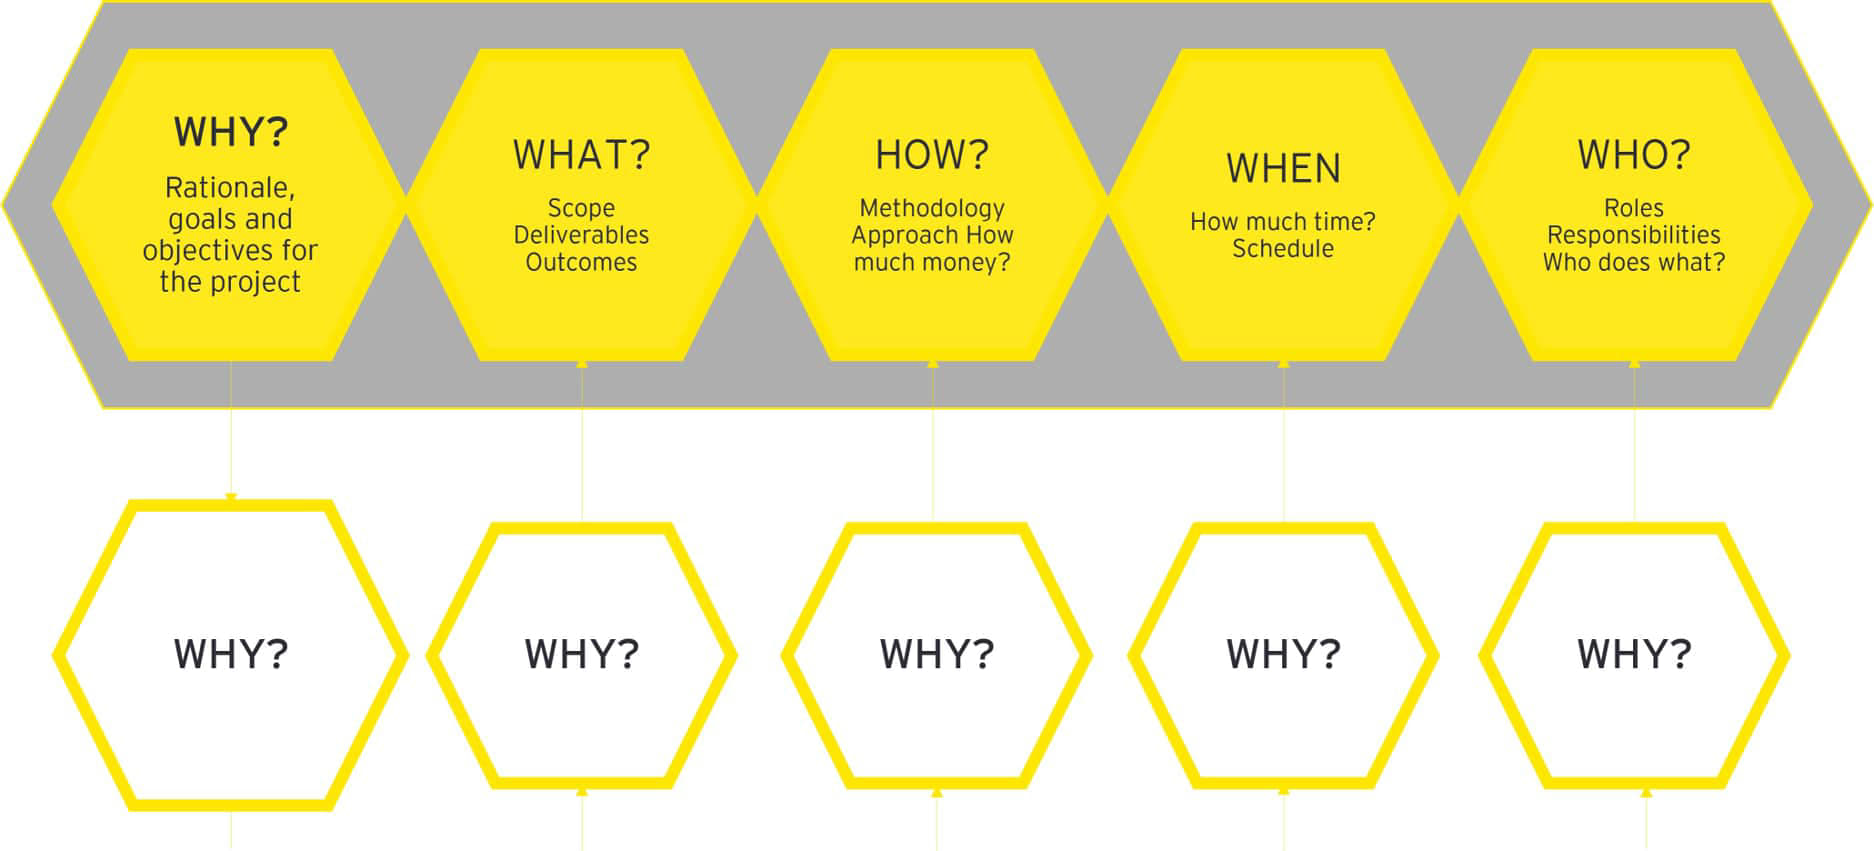 WHY?
Rationale,
goals and
objectives for
the project
WHAT?
Scope
Deliverables
Outcomes
HOW?
Methodology
Approach How
much money?
WHEN
How much time?
Schedule
WHO?
Roles
Responsibilities
Who does what?
WHY?
WHY?
WHY?
WHY?
WHY?